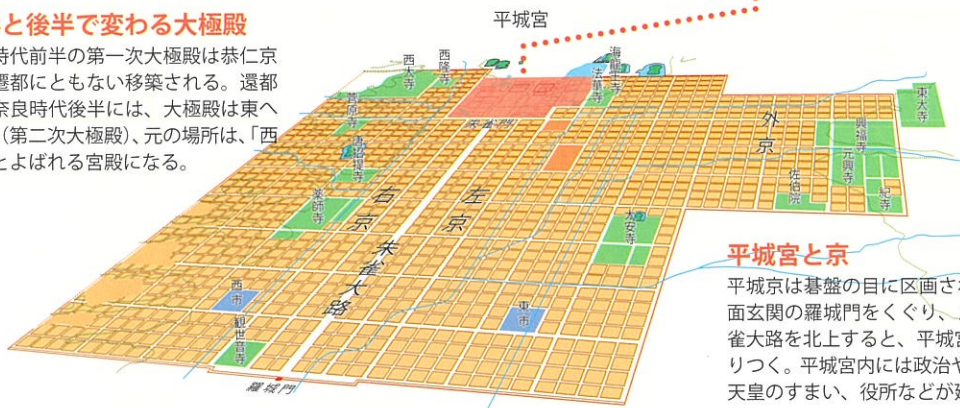 と後半で変わる大極殿
時代前半の第一次大極殿は恭仁京
遷都にともない移築される。還都
奈良時代後半には、大極殿は東へ
(第二次大極殿)、元の場所は、「西
とよばれる宮殿になる。
平城宮
西大寺
西隆寺
海龍王寺
法華寺
菅原寺
朱雀門
外京
東大寺
興福寺
元興寺
唐招提寺
佐伯院
紀寺
薬師寺
右京
左京
大安寺
朱雀大路
西市
東市
観世音寺
羅城門
平城宮と京
平城京は碁盤の目に区画され
面玄関の羅城門をくぐり、
雀大路を北上すると、平城宮
りつく。平城宮内には政治や
天皇のすまい、役所などが